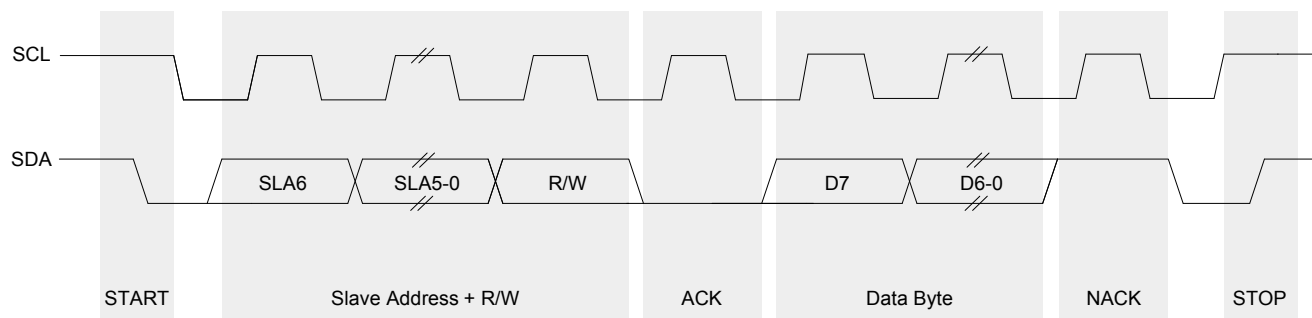 SCL
SDA
SLA6 SLA5-0 R/W D7 D6-0
START Slave Address + R/W ACK Data Byte NACK STOP